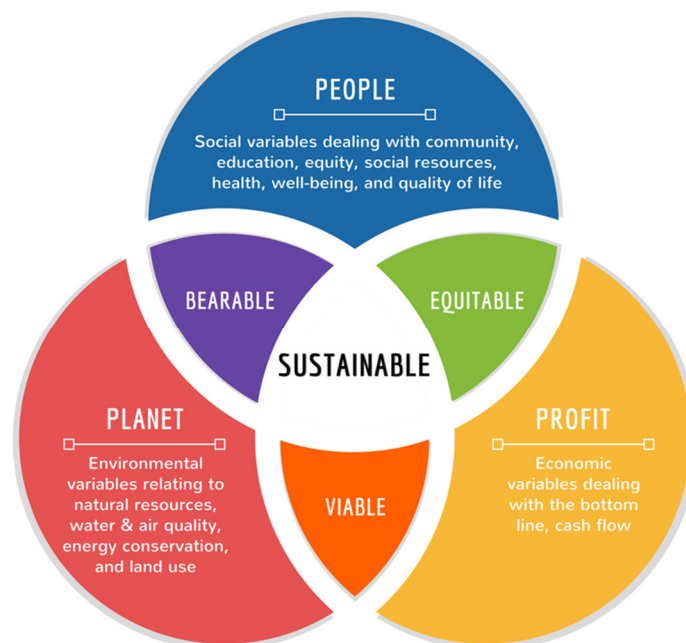 PEOPLE
Social variables dealing with community,
education, equity, social resources,
health, well-being, and quality of life
BEARABLE
EQUITABLE
SUSTAINABLE
PLANET
Environmental
variables relating to
natural resources,
water & air quality,
energy conservation,
and land use
PROFIT
Economic
variables dealing
with the bottom
line, cash flow
VIABLE